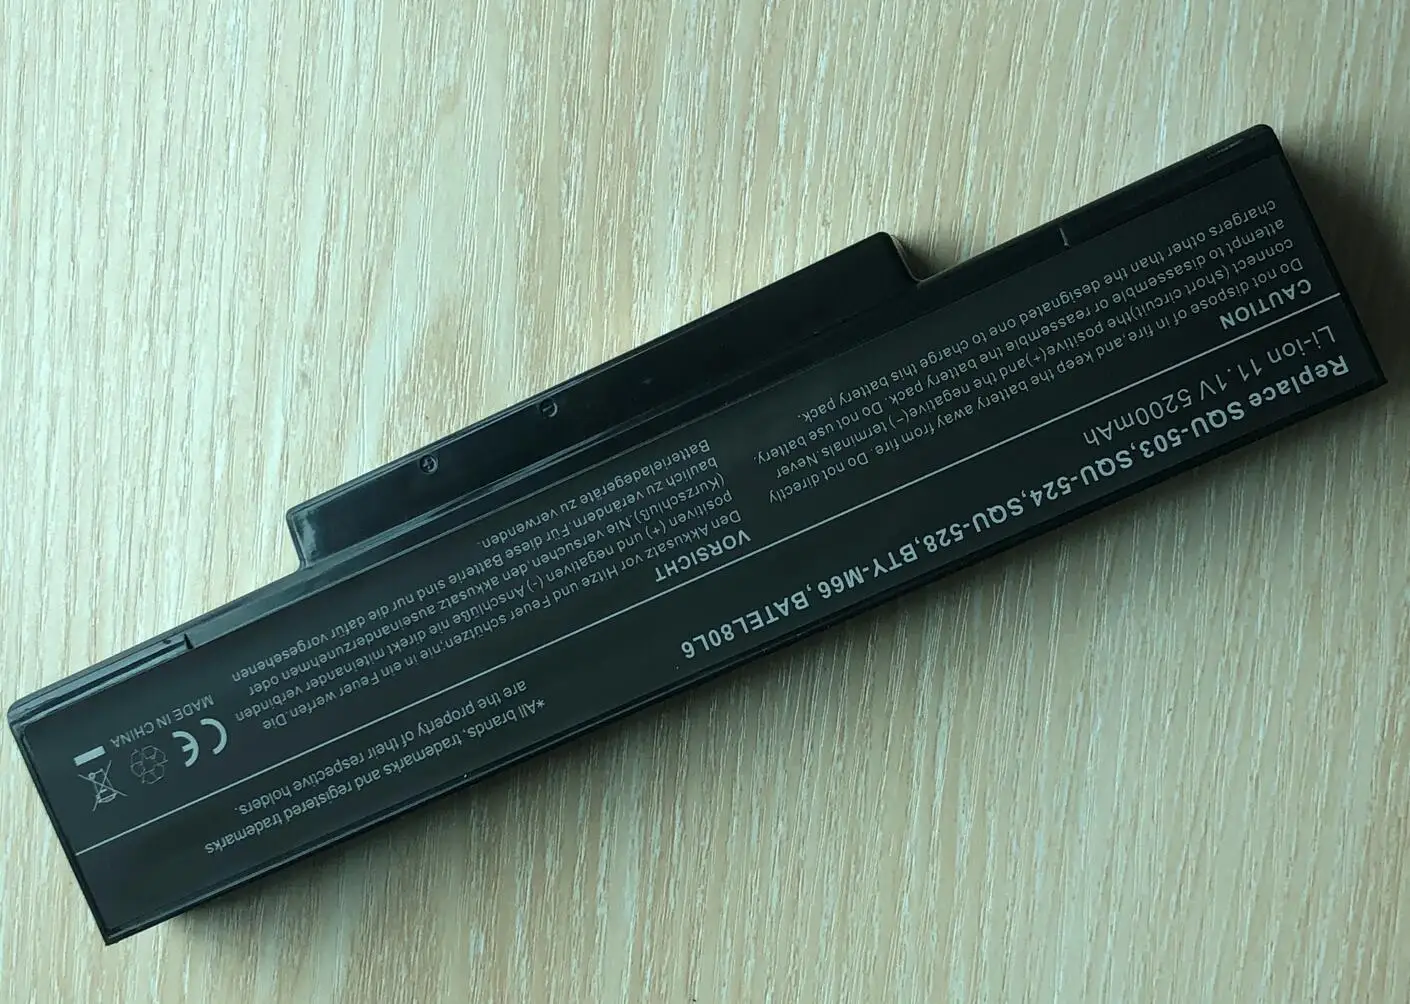 Replace SQU-503,SQU-524,SQU-528,BTY-M66,BATEL80L6
Li-ion 11.1V 5200mAh
CAUTION
Do not dispose of in fire,and keep the battery away from fire. Do not directly
connect (short circuit)the positive(+)and the negative(-) terminals.Never
attempt to disassemble or reassemble the battery pack. Do not use battery.
chargers other than the designated one to charge this battery pack.
VORSICHT
Den Akkusatz vor Hitze und Feuer schützen:nie in ein Feuer werfen.Die
positiven (+) und negativen (-) Anschlüße nie direkt miteinander verbinden
(Kurzschluß).Nie versuchen,den akkusatz auseinanderzunehmen oder
baulich zu verändern.Für diese Batterie sind nur die dafür vorgesehenen
Batterieladegeräte zu verwenden.
*All brands, trademarks and registered trademarks
are the property of their respective holders.
CE
MADE IN CHINA